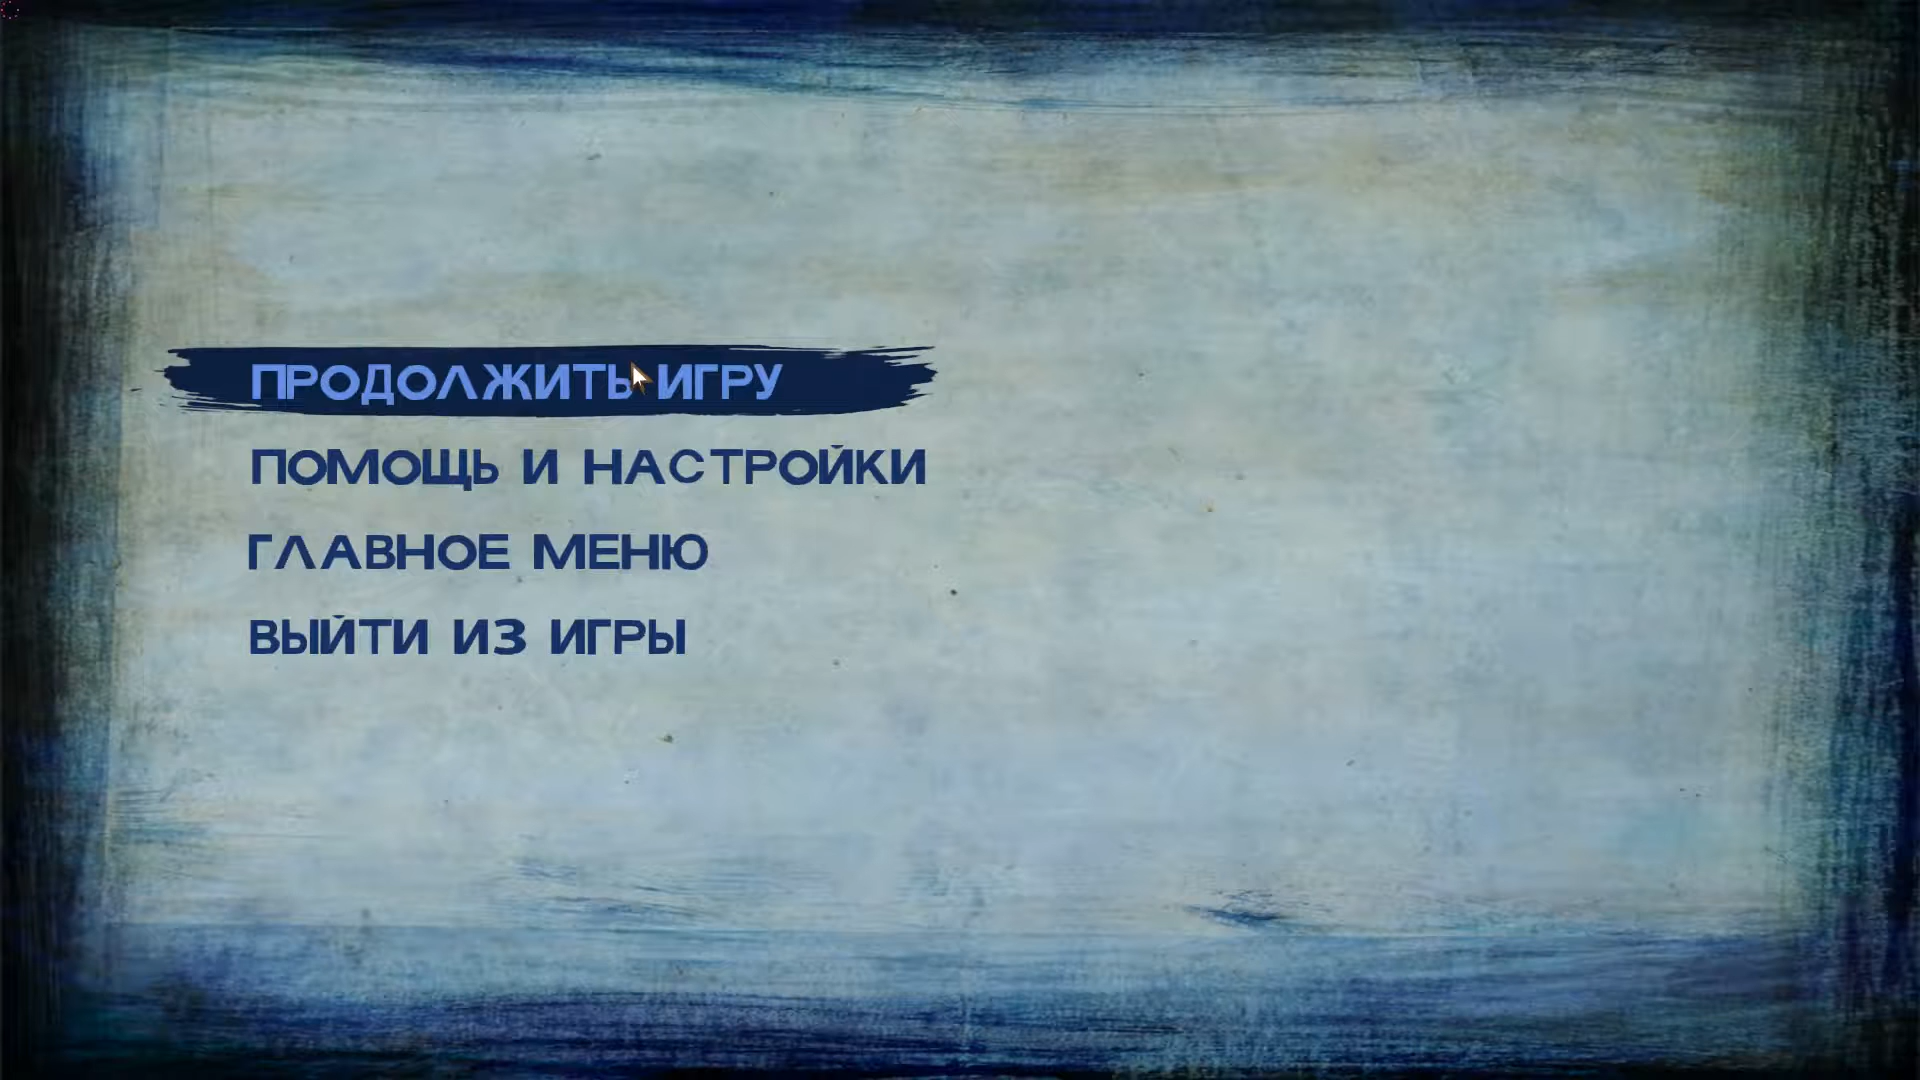 ПРОДОЛЖИТЬ ИГРУ
ПОМОЩЬ И НАСТРОЙКИ
ГЛАВНОЕ МЕНЮ
ВЫЙТИ ИЗ ИГРЫ